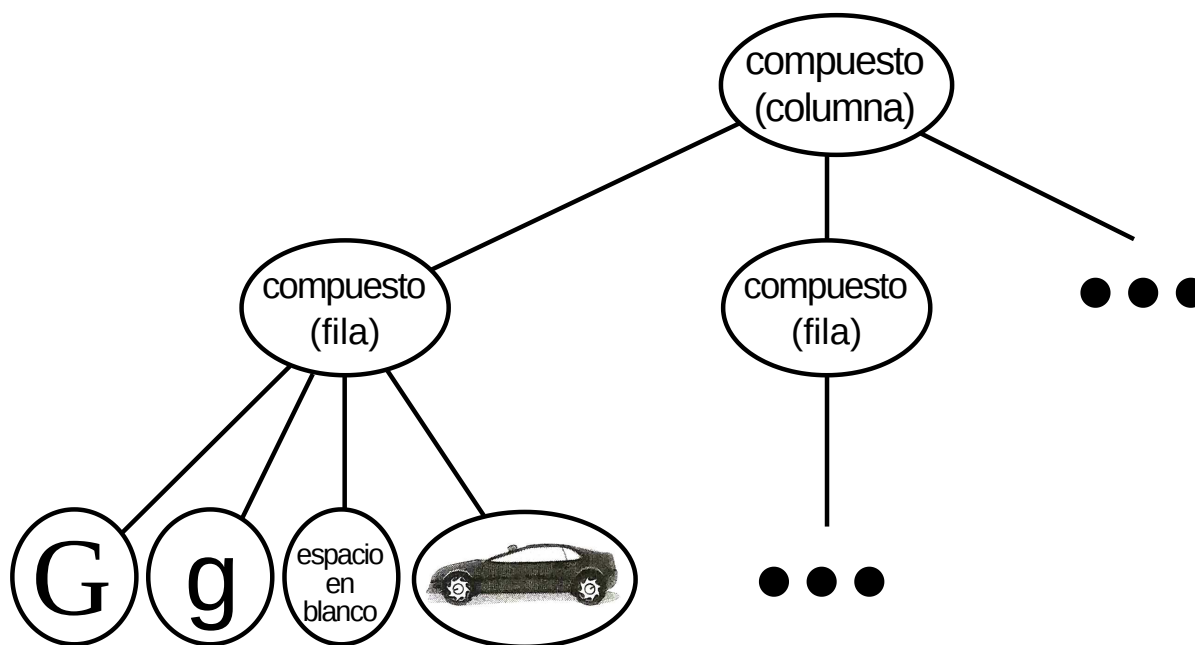 compuesto
(columna)
compuesto
(fila)
compuesto
(fila)
G
g
espacio
en
blanco